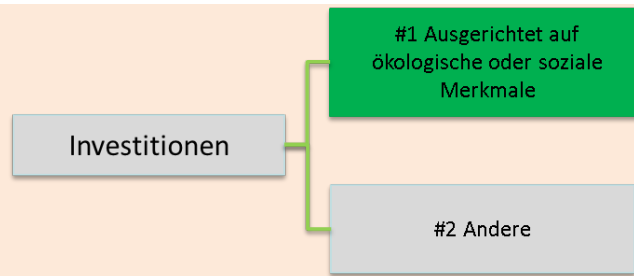 #1 Ausgerichtet auf
ökologische oder soziale
Merkmale
Investitionen
#2 Andere